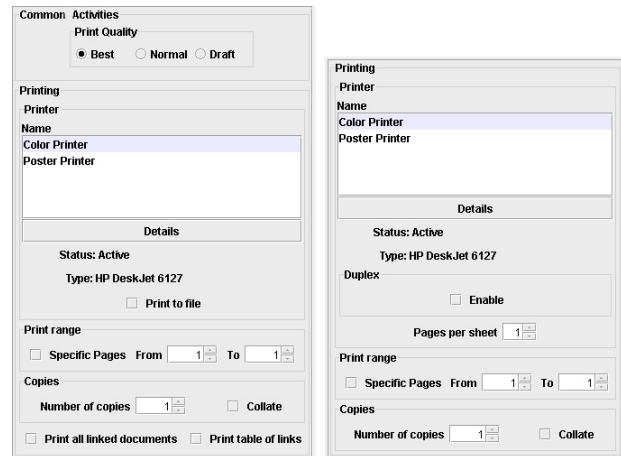 Common Activities
Print Quality
Best Normal Draft
Printing
Printer
Name
Color Printer
Poster Printer
Details
Status: Active
Type: HP DeskJet 6127
Print to file
Print range
Specific Pages From 1 To 1
Copies
Number of copies 1 Collate
Print all linked documents Print table of links
Printing
Printer
Name
Color Printer
Poster Printer
Details
Status: Active
Type: HP DeskJet 6127
Duplex
Enable
Pages per sheet 1
Print range
Specific Pages From 1 To 1
Copies
Number of copies 1 Collate